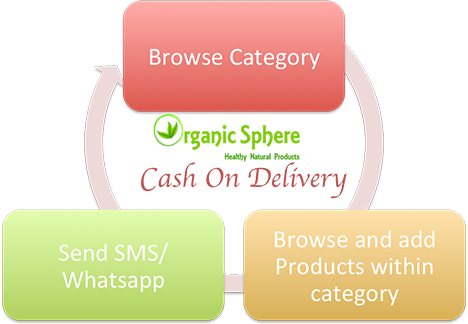 Browse Category
Organic Sphere
Healthy Natural Products
Cash On Delivery
Send SMS/
Whatsapp
Browse and add
Products within
category